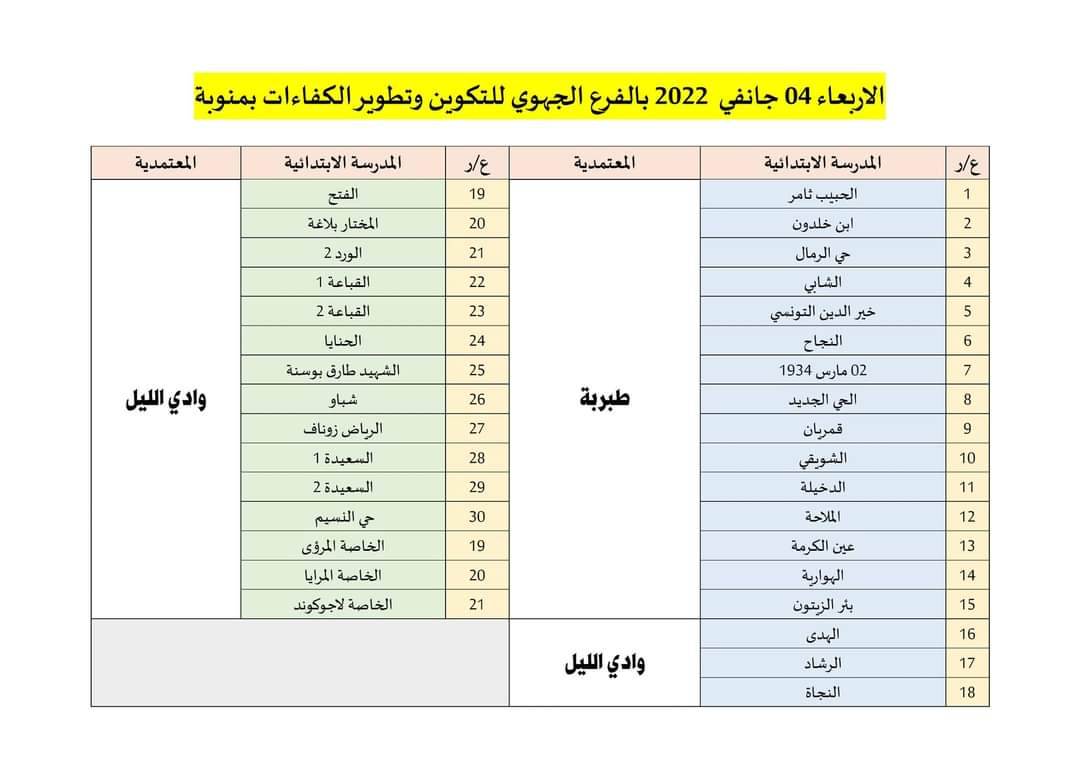 الاربعاء 04 جانفي 2022 بالفرع الجهوي للتكوين وتطوير الكفاءات بمنوبة
ع/ر المدرسة الابتدائية المعتمدية ع/ر المدرسة الابتدائية المعتمدية
1 الحبيب ثامر 19 الفتح
2 ابن خلدون 20 المختار بلاغة
3 حي الرمال 21 الورد 2
4 الشابي 22 القباعة 1
5 خير الدين التونسي 23 القباعة 2
6 النجاح 24 الحنايا
7 02 مارس 1934 25 الشهيد طارق بوسنة
8 الحي الجديد طبربة 26 شباو وادي الليل
9 قمريان 27 الرياض زوناف
10 الشويقي 28 السعيدة 1
11 الدخيلة 29 السعيدة 2
12 الملاحة 30 حي النسيم
13 عين الكرمة 19 الخاصة المرؤى
14 الهوارية 20 الخاصة المرايا
15 بئر الزيتون 21 الخاصة لاجوكوند
16 الهدى
17 الرشاد وادي الليل
18 النجاة